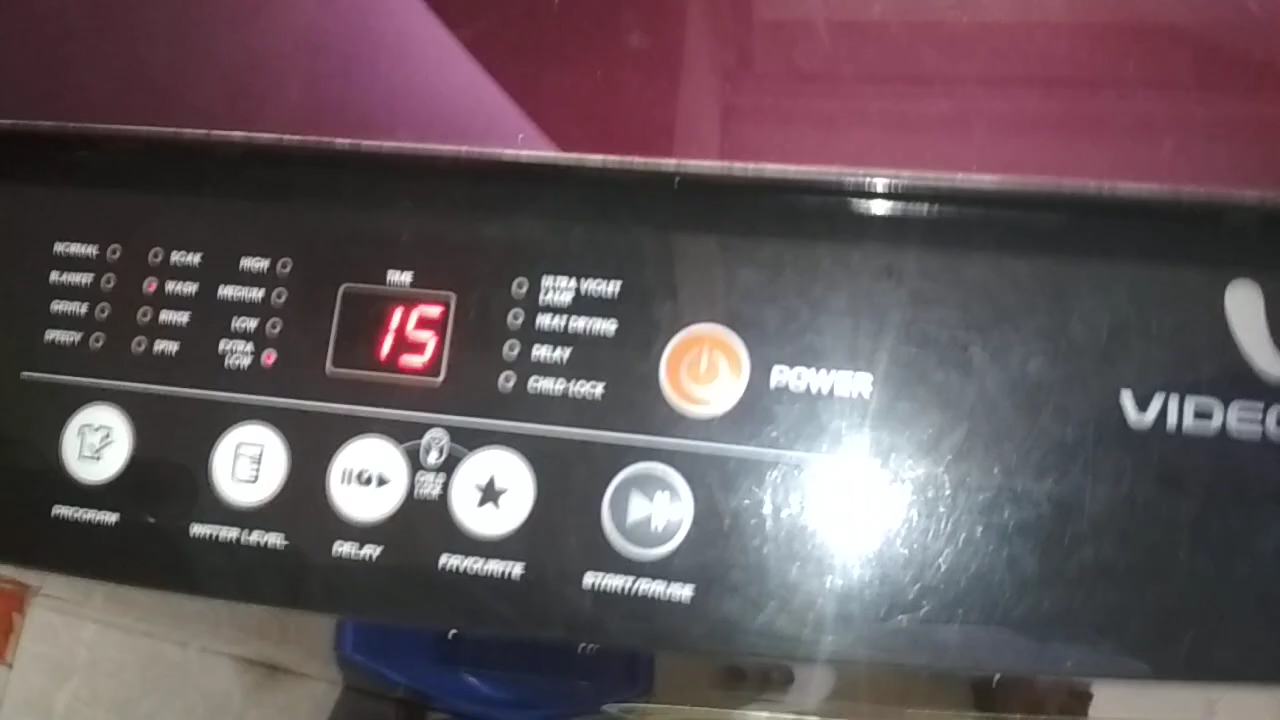 NORMAL
BLANKET
GENTLE
SPEEDY
SOAK
WASH
RINSE
SPIN
HIGH
MEDIUM
LOW
EXTRA
LOW
TIME
15
ULTRA VIOLET
LAMP
HEAT DRYING
DELAY
CHILD LOCK
POWER
VIDEO
PROGRAM
WATER LEVEL
DELAY
CHILD
LOCK
FAVOURITE
START/PAUSE